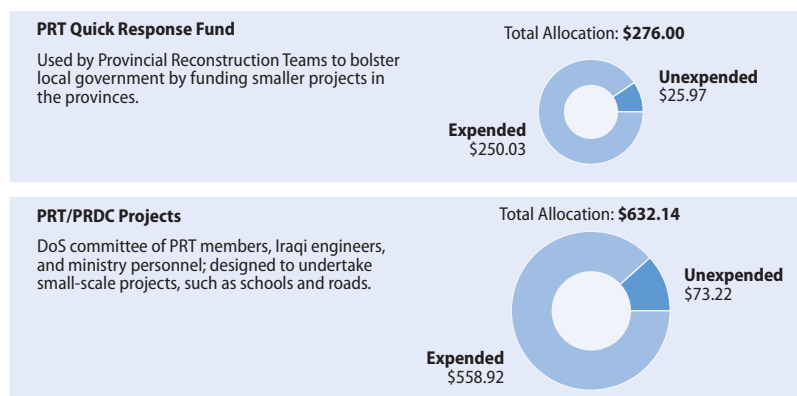 PRT Quick Response Fund
Used by Provincial Reconstruction Teams to bolster
local government by funding smaller projects in
the provinces.
Total Allocation: $276.00
Unexpended
$25.97
Expended
$250.03
PRT/PRDC Projects
DoS committee of PRT members, Iraqi engineers,
and ministry personnel; designed to undertake
small-scale projects, such as schools and roads.
Total Allocation: $632.14
Unexpended
$73.22
Expended
$558.92